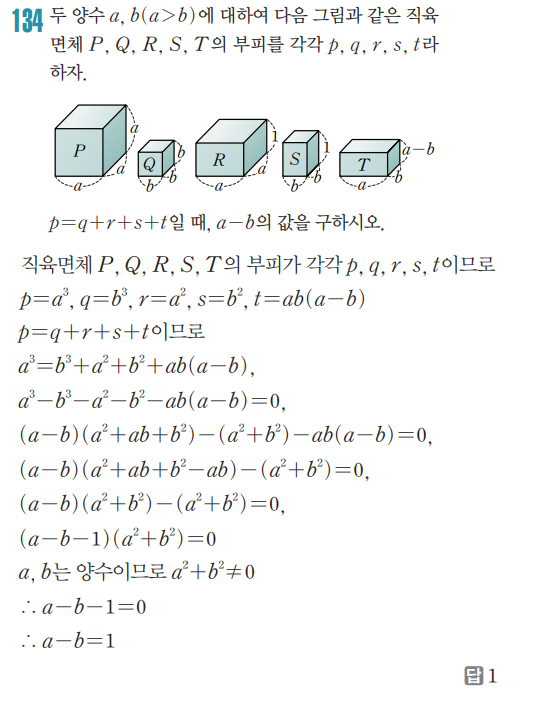 134 두 양수 a, b(a>b)에 대하여 다음 그림과 같은 직육
면체 P, Q, R, S, T의 부피를 각각 p, q, r, s, t라
하자.
P a a a
Q b b b
R 1 a a
S 1 b b
T a-b b a
p=q+r+s+t일 때, a-b의 값을 구하시오.
직육면체 P, Q, R, S, T의 부피가 각각 p, q, r, s, t이므로
p=a³, q=b³, r=a², s=b², t=ab(a-b)
p=q+r+s+t이므로
a³=b³+a²+b²+ab(a-b),
a³-b³-a²-b²-ab(a-b)=0,
(a-b)(a²+ab+b²)-(a²+b²)-ab(a-b)=0,
(a-b)(a²+ab+b²-ab)-(a²+b²)=0,
(a-b)(a²+b²)-(a²+b²)=0,
(a-b-1)(a²+b²)=0
a, b는 양수이므로 a²+b²≠0
∴ a-b-1=0
∴ a-b=1
답 1